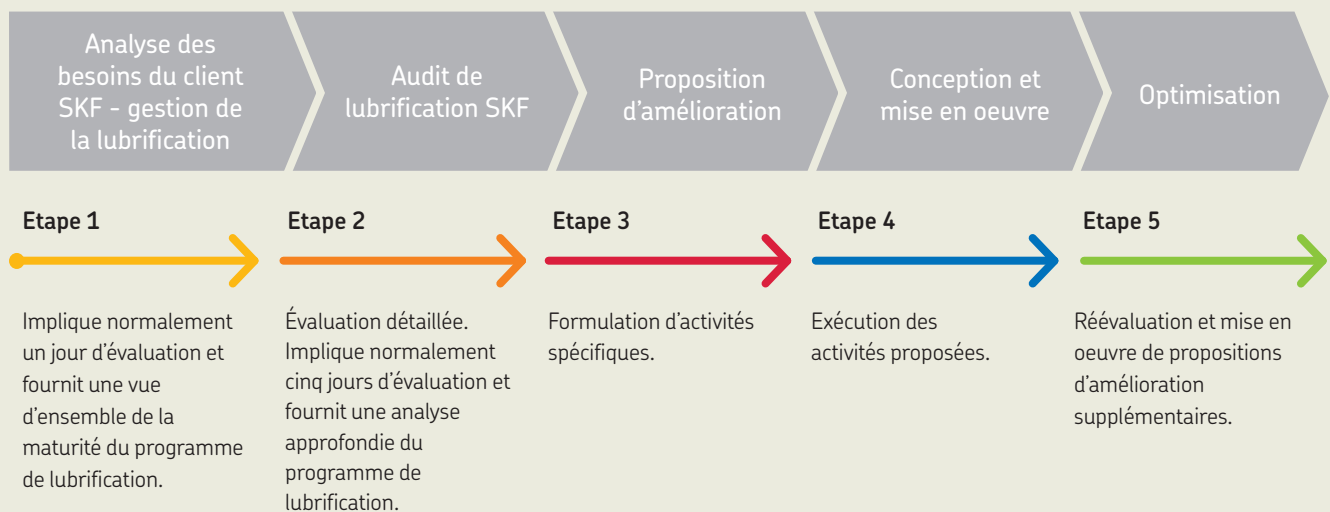 Analyse des
besoins du client
SKF - gestion de
la lubrification
Audit de
lubrification SKF
Proposition
d'amélioration
Conception et
mise en oeuvre
Optimisation
Etape 1
Implique normalement
un jour d'évaluation et
fournit une vue
d'ensemble de la
maturité du programme
de lubrification.
Etape 2
Évaluation détaillée.
Implique normalement
cinq jours d'évaluation et
fournit une analyse
approfondie du
programme de
lubrification.
Etape 3
Formulation d'activités
spécifiques.
Etape 4
Exécution des
activités proposées.
Etape 5
Réévaluation et mise en
oeuvre de propositions
d'amélioration
supplémentaires.